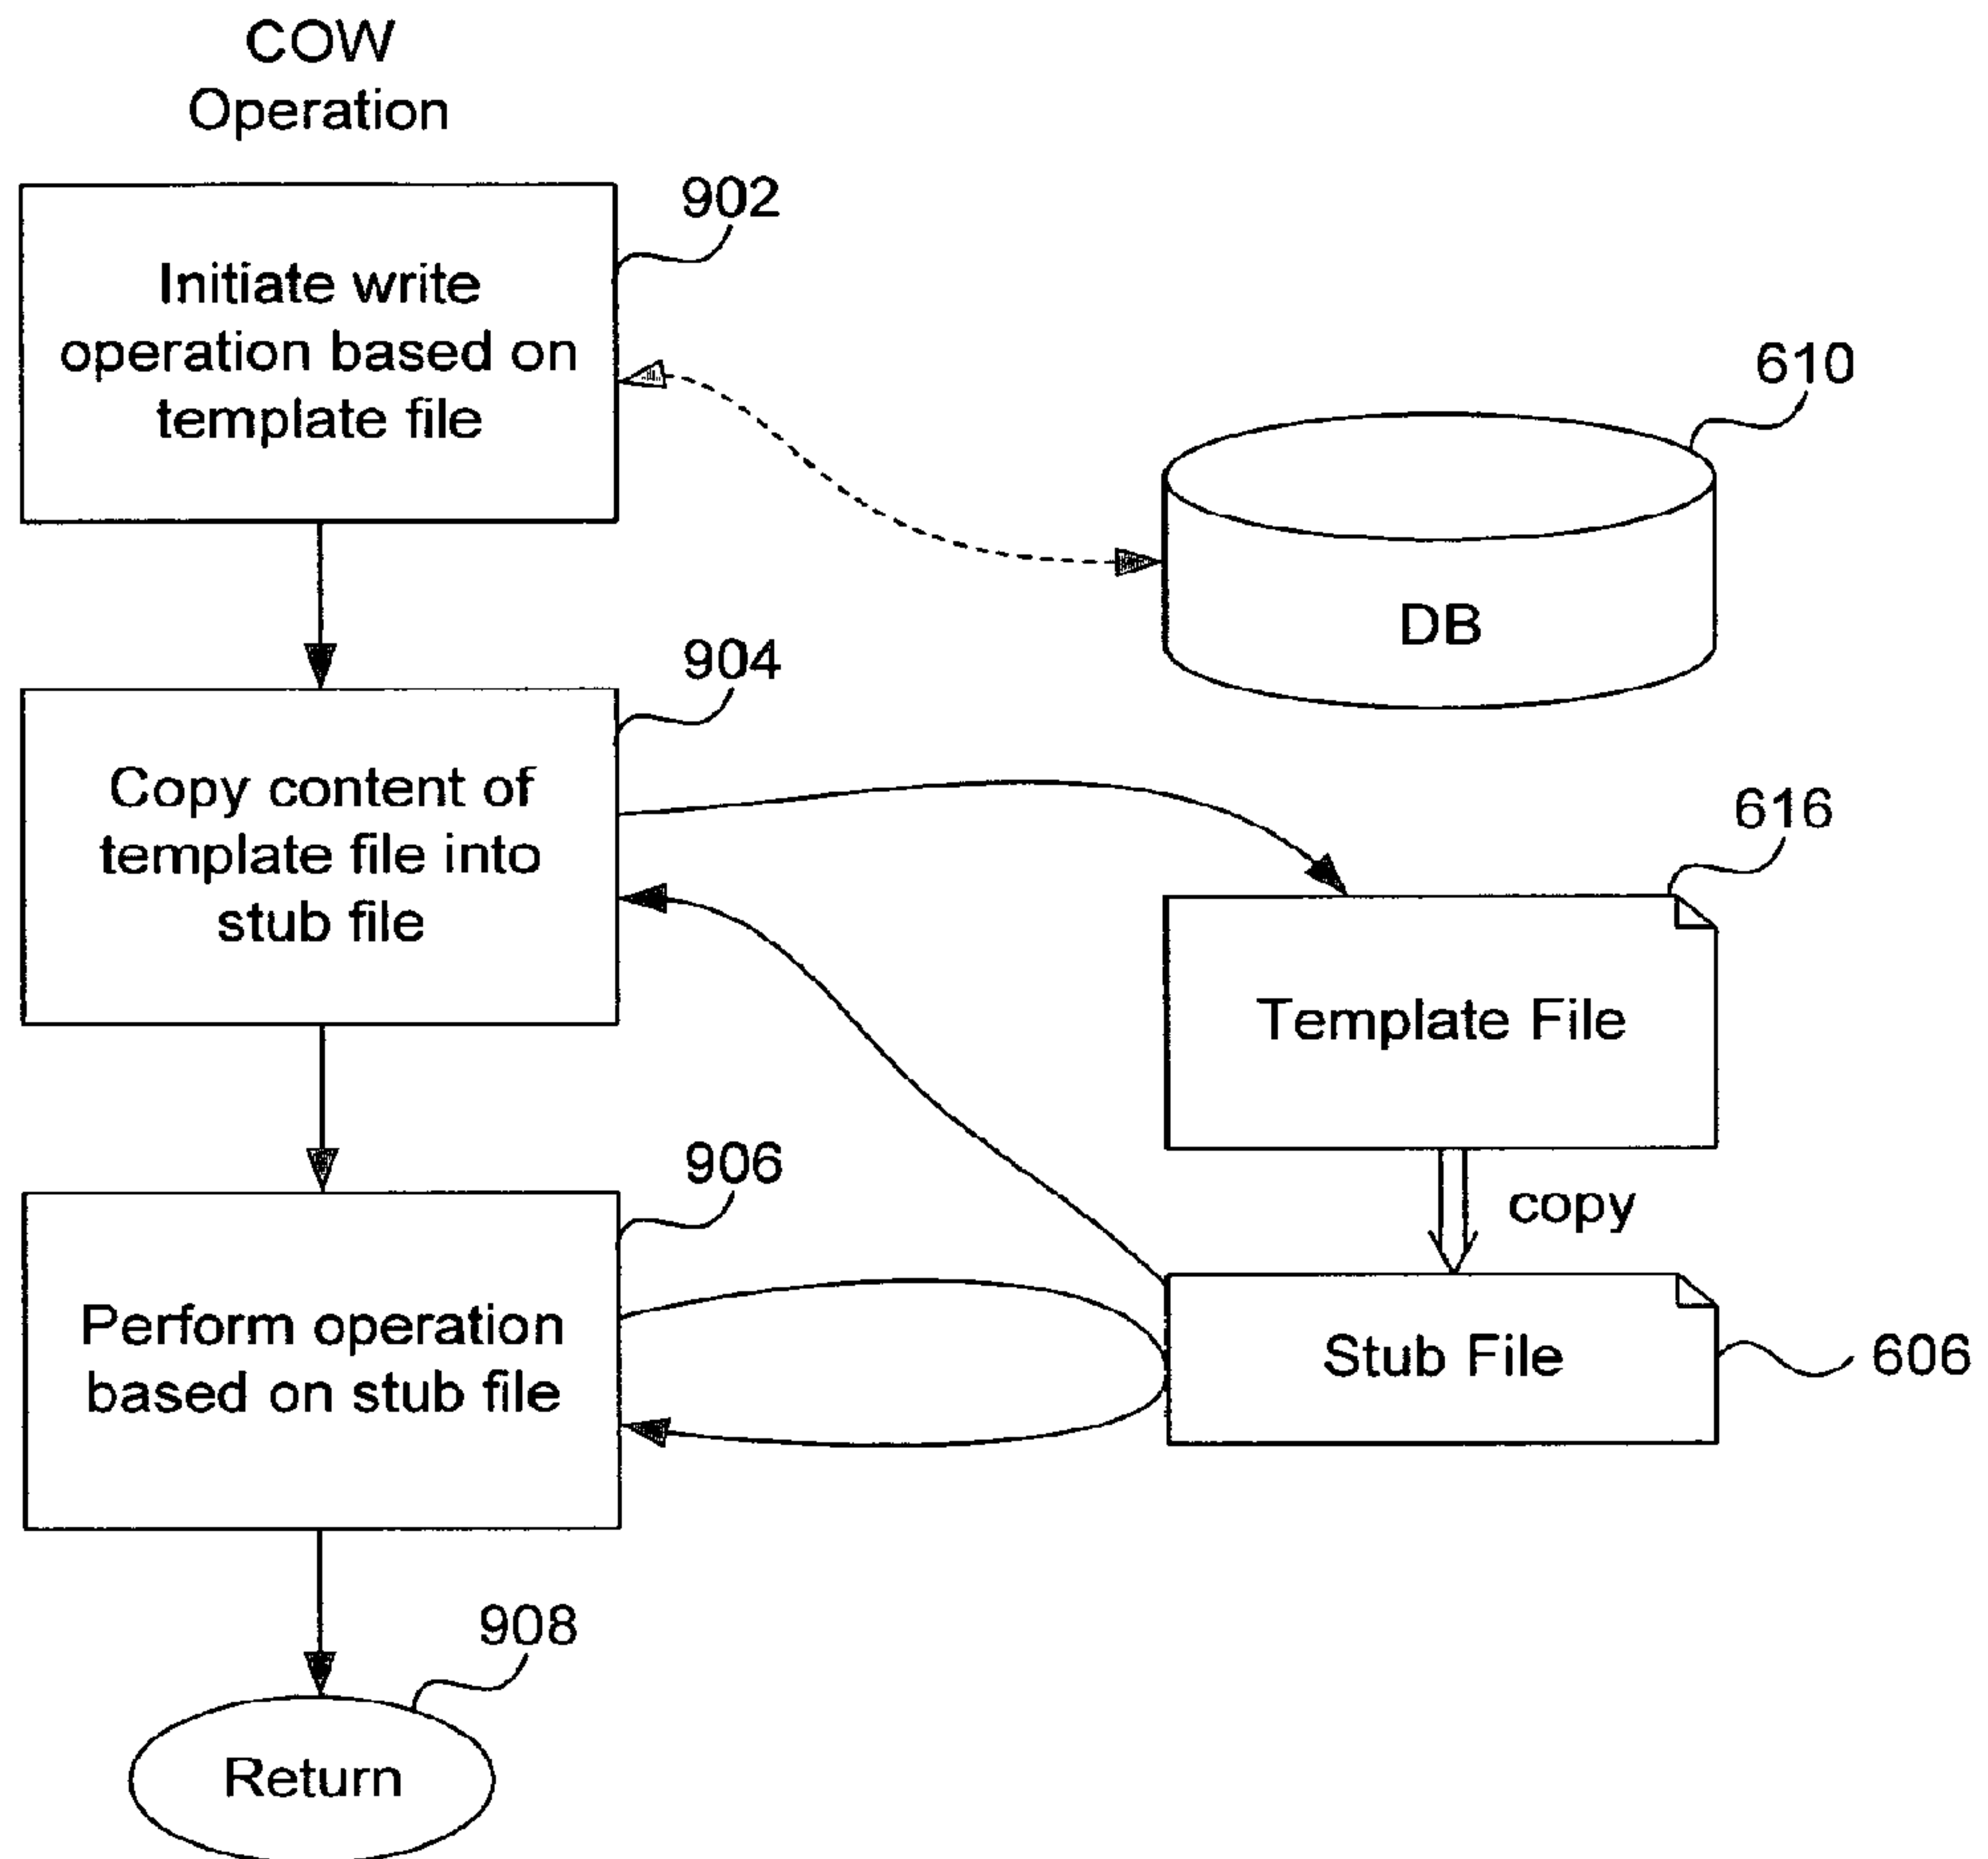 COW
Operation
902
Initiate write
operation based on
template file
610
DB
904
Copy content of
template file into
stub file
616
Template File
copy
906
Perform operation
based on stub file
Stub File
606
908
Return